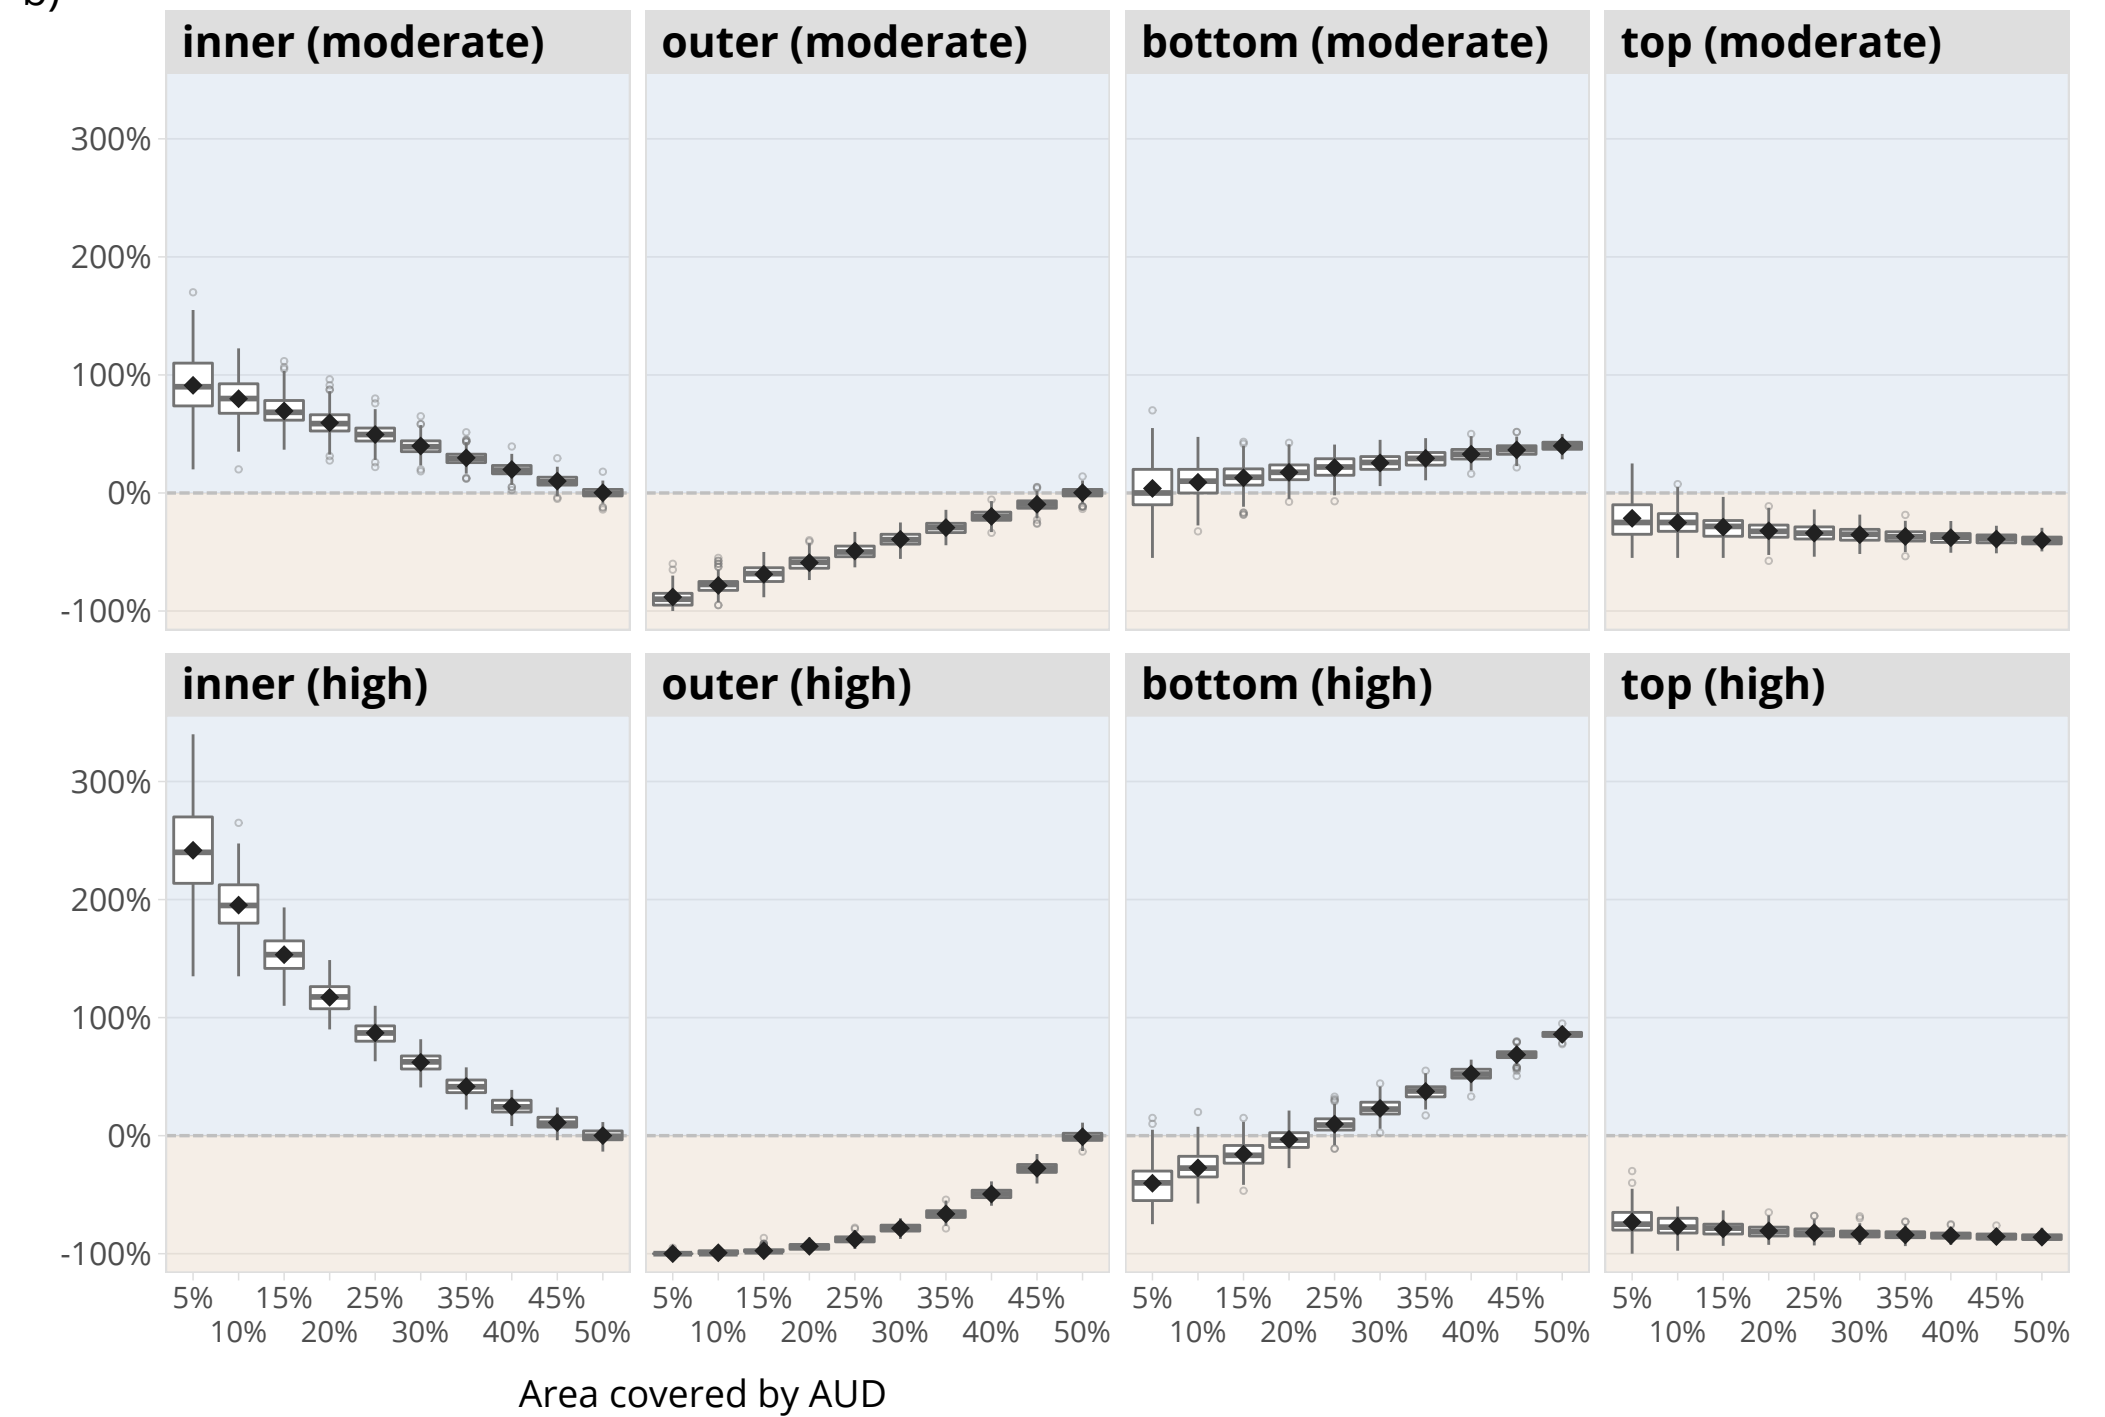 b)
inner (moderate) outer (moderate) bottom (moderate) top (moderate)
300%
200%
100%
0%
-100%
inner (high) outer (high) bottom (high) top (high)
300%
200%
100%
0%
-100%
5% 15% 25% 35% 45% 5% 15% 25% 35% 45% 5% 15% 25% 35% 45% 5% 15% 25% 35% 45%
10% 20% 30% 40% 50% 10% 20% 30% 40% 50% 10% 20% 30% 40% 50% 10% 20% 30% 40% 50%
Area covered by AUD